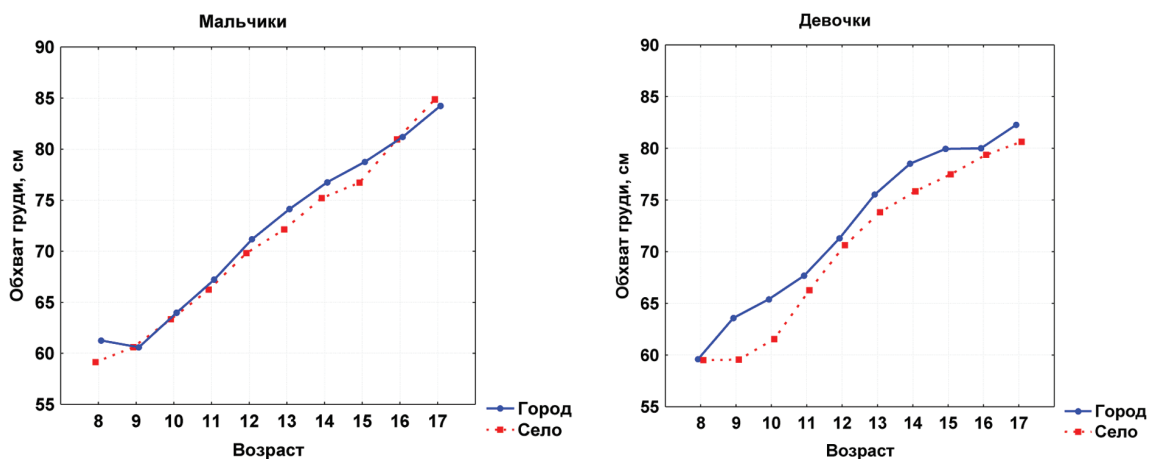 Мальчики
90
85
80
75
70
65
60
55
Обхват груди, см
8 9 10 11 12 13 14 15 16 17
Возраст
Город
Село
Девочки
90
85
80
75
70
65
60
55
Обхват груди, см
8 9 10 11 12 13 14 15 16 17
Возраст
Город
Село